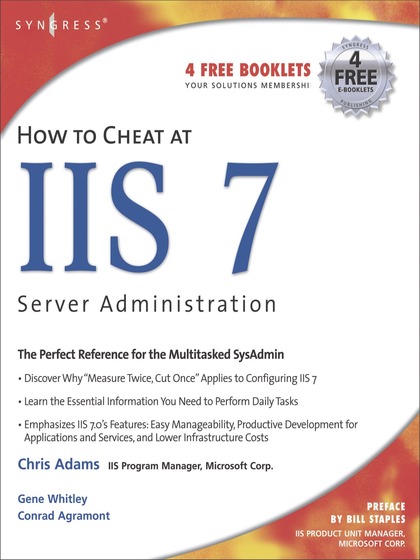 SYNGRESS®
4 FREE BOOKLETS
YOUR SOLUTIONS MEMBERSHI
SYNGRESS
4
FREE
E-BOOKLETS
PUBLISHING
HOW TO CHEAT AT
IIS 7
Server Administration
The Perfect Reference for the Multitasked SysAdmin
• Discover Why “Measure Twice, Cut Once” Applies to Configuring IIS 7
• Learn the Essential Information You Need to Perform Daily Tasks
• Emphasizes IIS 7.0’s Features: Easy Manageability, Productive Development for
Applications and Services, and Lower Infrastructure Costs
Chris Adams IIS Program Manager, Microsoft Corp.
Gene Whitley
Conrad Agramont
PREFACE
BY BILL STAPLES
IIS PRODUCT UNIT MANAGER,
MICROSOFT CORP.